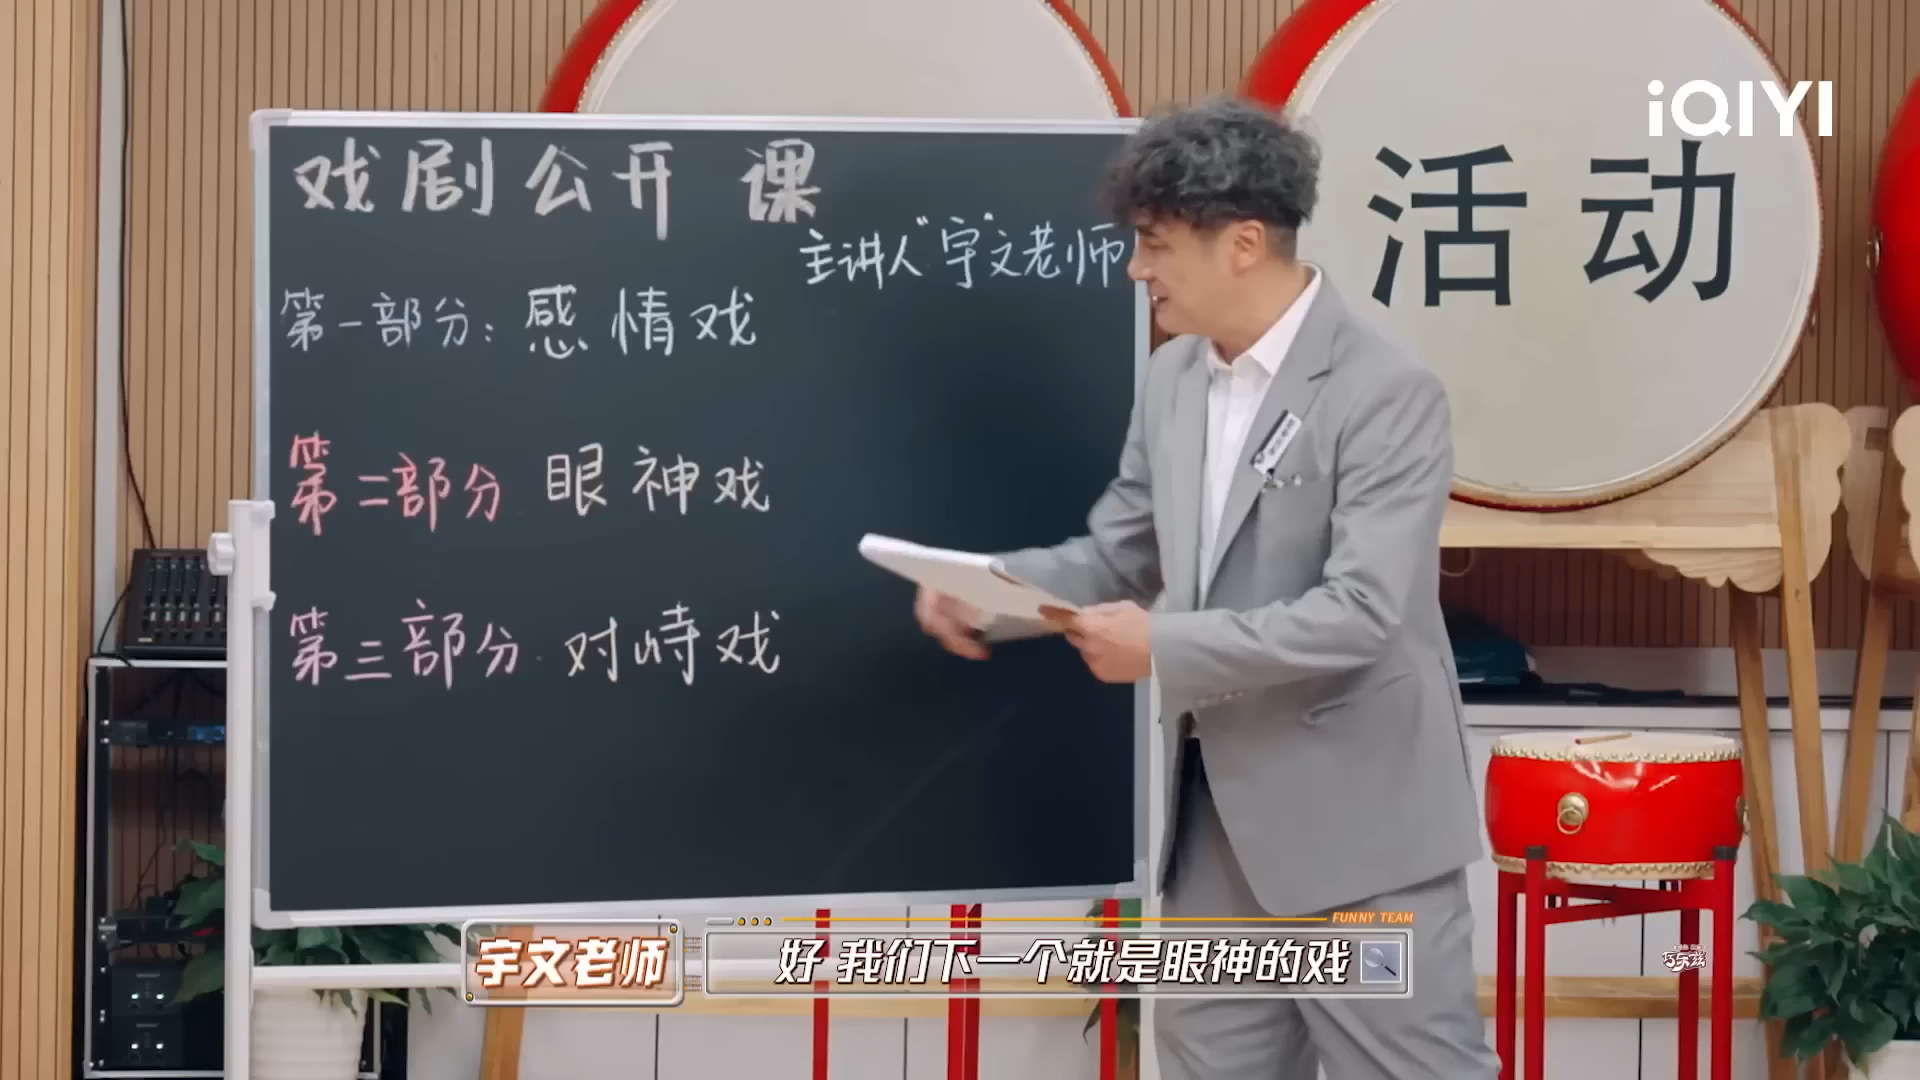 iQIYI
活动
戏剧公开课
主讲人"宇"文老师
第一部分：感情戏
第二部分 眼神戏
第三部分 对峙戏
FUNNY TEAM
宇文老师
好 我们下一个就是眼神的戏